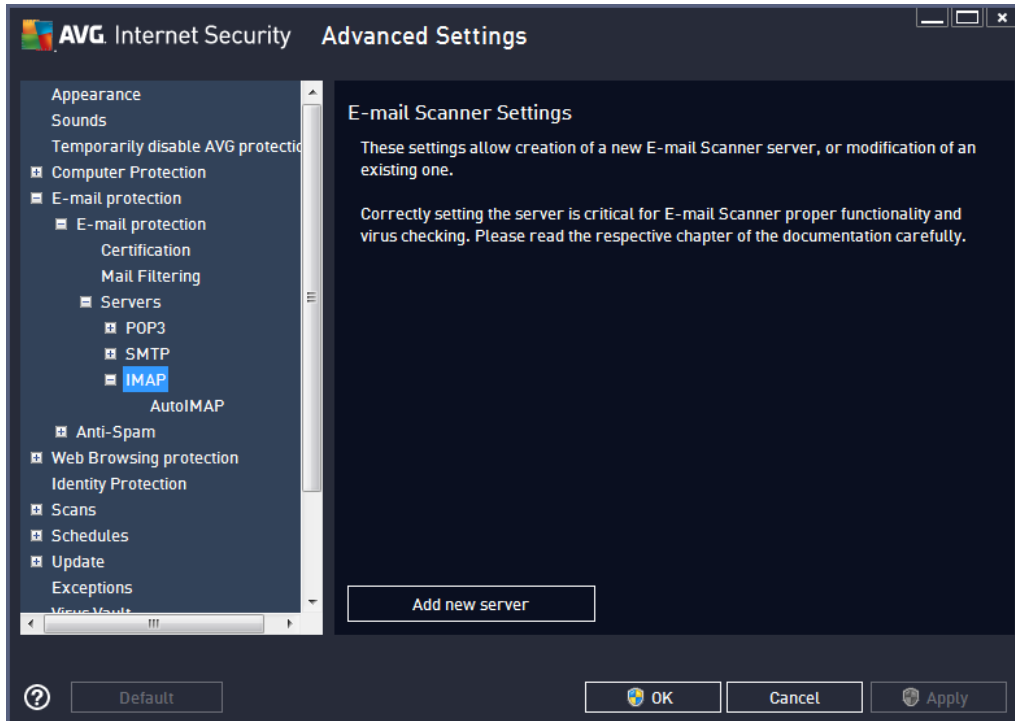 AVG. Internet Security Advanced Settings
Appearance
Sounds
Temporarily disable AVG protectic
Computer Protection
E-mail protection
E-mail protection
Certification
Mail Filtering
Servers
POP3
SMTP
IMAP
AutoIMAP
Anti-Spam
Web Browsing protection
Identity Protection
Scans
Schedules
Update
Exceptions
Virus Vault
E-mail Scanner Settings
These settings allow creation of a new E-mail Scanner server, or modification of an
existing one.
Correctly setting the server is critical for E-mail Scanner proper functionality and
virus checking. Please read the respective chapter of the documentation carefully.
Add new server
? Default OK Cancel Apply